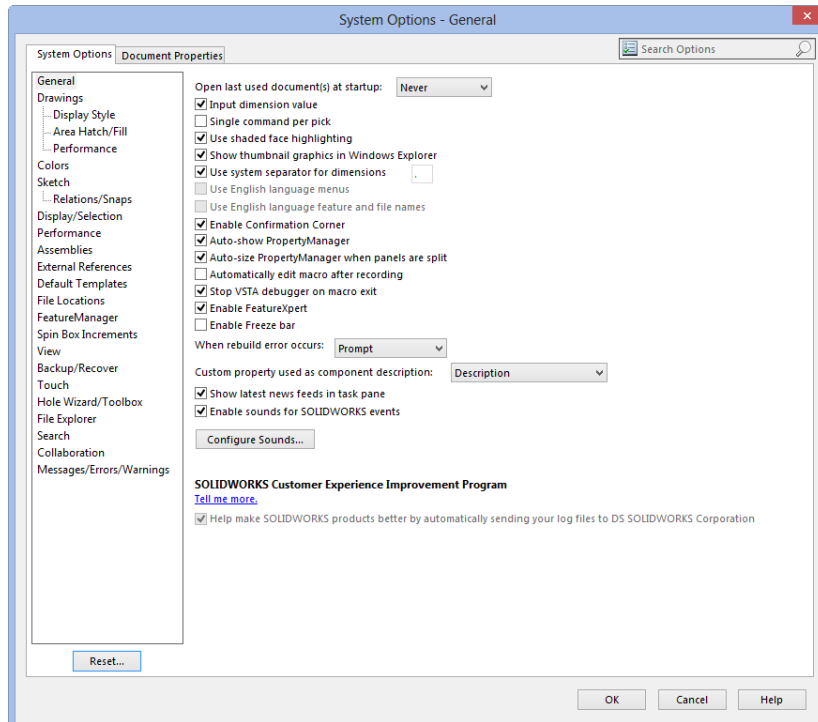 System Options - General
System Options Document Properties
Search Options
General
Drawings
Display Style
Area Hatch/Fill
Performance
Colors
Sketch
Relations/Snaps
Display/Selection
Performance
Assemblies
External References
Default Templates
File Locations
FeatureManager
Spin Box Increments
View
Backup/Recover
Touch
Hole Wizard/Toolbox
File Explorer
Search
Collaboration
Messages/Errors/Warnings
Reset...
Open last used document(s) at startup: Never
Input dimension value
Single command per pick
Use shaded face highlighting
Show thumbnail graphics in Windows Explorer
Use system separator for dimensions .
Use English language menus
Use English language feature and file names
Enable Confirmation Corner
Auto-show PropertyManager
Auto-size PropertyManager when panels are split
Automatically edit macro after recording
Stop VSTA debugger on macro exit
Enable FeatureXpert
Enable Freeze bar
When rebuild error occurs: Prompt
Custom property used as component description: Description
Show latest news feeds in task pane
Enable sounds for SOLIDWORKS events
Configure Sounds...
SOLIDWORKS Customer Experience Improvement Program
Tell me more.
Help make SOLIDWORKS products better by automatically sending your log files to DS SOLIDWORKS Corporation
OK Cancel Help